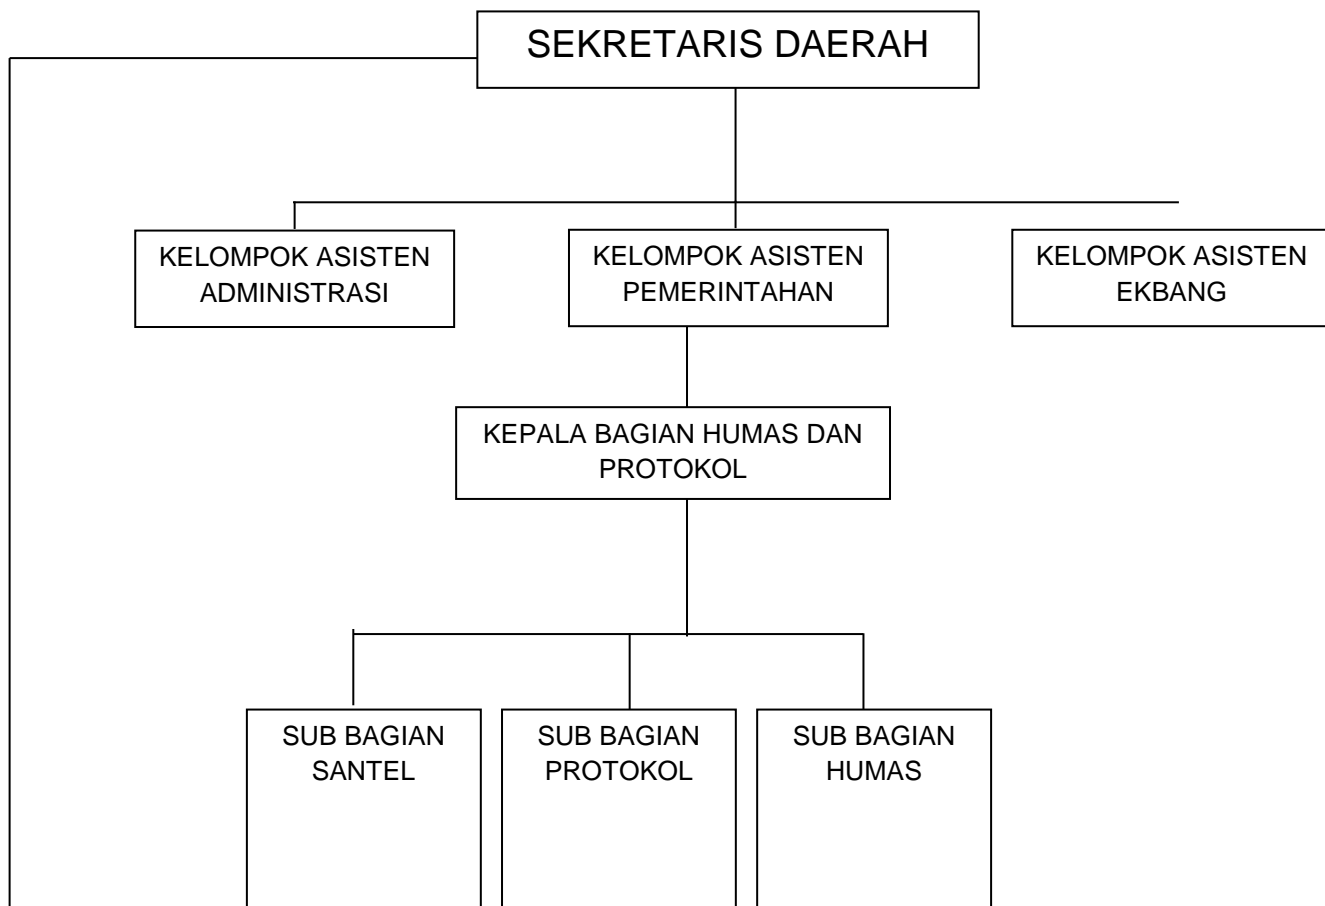 SEKRETARIS DAERAH
KELOMPOK ASISTEN
ADMINISTRASI
KELOMPOK ASISTEN
PEMERINTAHAN
KELOMPOK ASISTEN
EKBANG
KEPALA BAGIAN HUMAS DAN
PROTOKOL
SUB BAGIAN
SANTEL
SUB BAGIAN
PROTOKOL
SUB BAGIAN
HUMAS